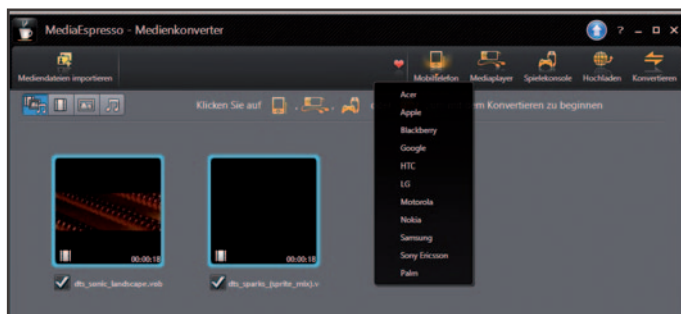 MediaEspresso - Medienkonverter
?
Mediendateien importieren
Mobiltelefon Mediaplayer Spielekonsole Hochladen Konvertieren
Klicken Sie auf , , em Konvertieren zu beginnen
Acer
Apple
Blackberry
Google
HTC
LG
Motorola
Nokia
Samsung
Sony Ericsson
Palm
00:00:18 00:00:18
dts_sonic_landscape.vob dts_sparks_(sprite_mix).v